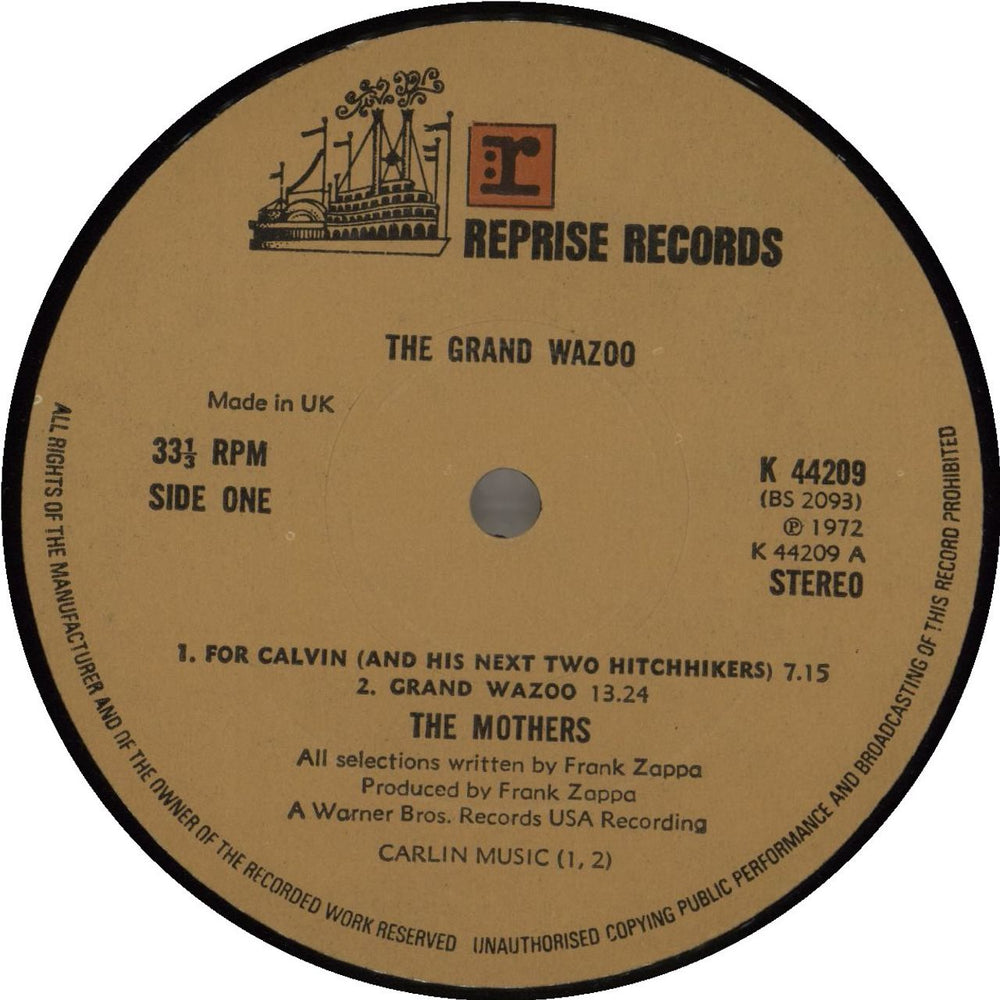 r
REPRISE RECORDS
THE GRAND WAZOO
Made in UK
33⅓ RPM
SIDE ONE
K 44209
(BS 2093)
℗ 1972
K 44209 A
STEREO
1. FOR CALVIN (AND HIS NEXT TWO HITCHHIKERS) 7.15
2. GRAND WAZOO 13.24
THE MOTHERS
All selections written by Frank Zappa
Produced by Frank Zappa
A Warner Bros. Records USA Recording
CARLIN MUSIC (1, 2)
ALL RIGHTS OF THE MANUFACTURER AND OF THE OWNER OF THE RECORDED WORK RESERVED UNAUTHORISED COPYING PUBLIC PERFORMANCE AND BROADCASTING OF THIS RECORD PROHIBITED